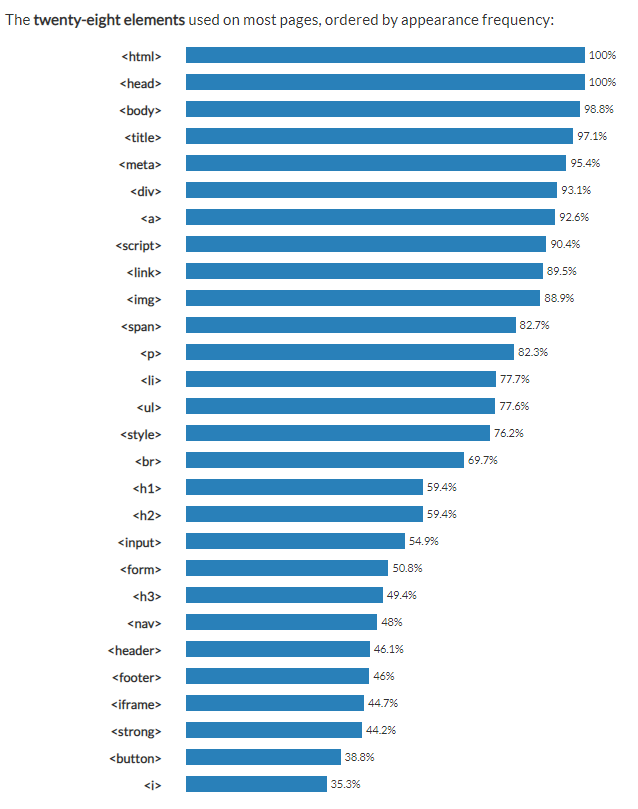 The twenty-eight elements used on most pages, ordered by appearance frequency:
<html> 100%
<head> 100%
<body> 98.8%
<title> 97.1%
<meta> 95.4%
<div> 93.1%
<a> 92.6%
<script> 90.4%
<link> 89.5%
<img> 88.9%
<span> 82.7%
<p> 82.3%
<li> 77.7%
<ul> 77.6%
<style> 76.2%
<br> 69.7%
<h1> 59.4%
<h2> 59.4%
<input> 54.9%
<form> 50.8%
<h3> 49.4%
<nav> 48%
<header> 46.1%
<footer> 46%
<iframe> 44.7%
<strong> 44.2%
<button> 38.8%
<i> 35.3%